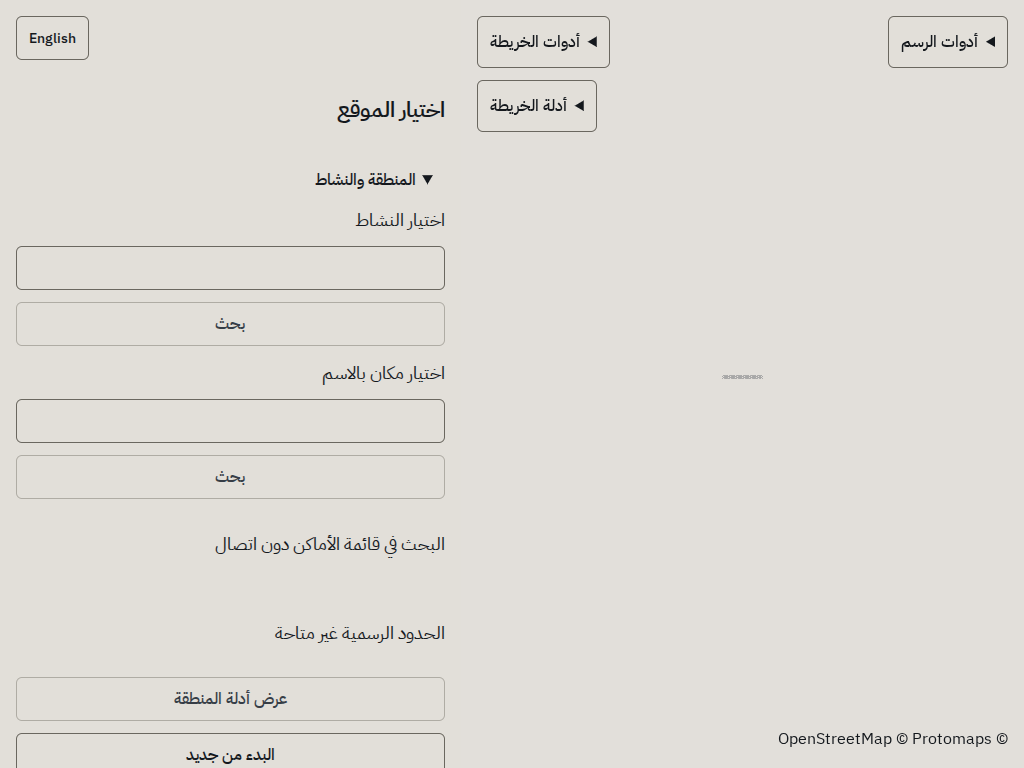 English
أدوات الرسم
أدوات الخريطة
أدلة الخريطة
اختيار الموقع
المنطقة والنشاط
اختيار النشاط
بحث
اختيار مكان بالاسم
بحث
البحث في قائمة الأماكن دون اتصال
الحدود الرسمية غير متاحة
عرض أدلة المنطقة
البدء من جديد
OpenStreetMap © Protomaps ©